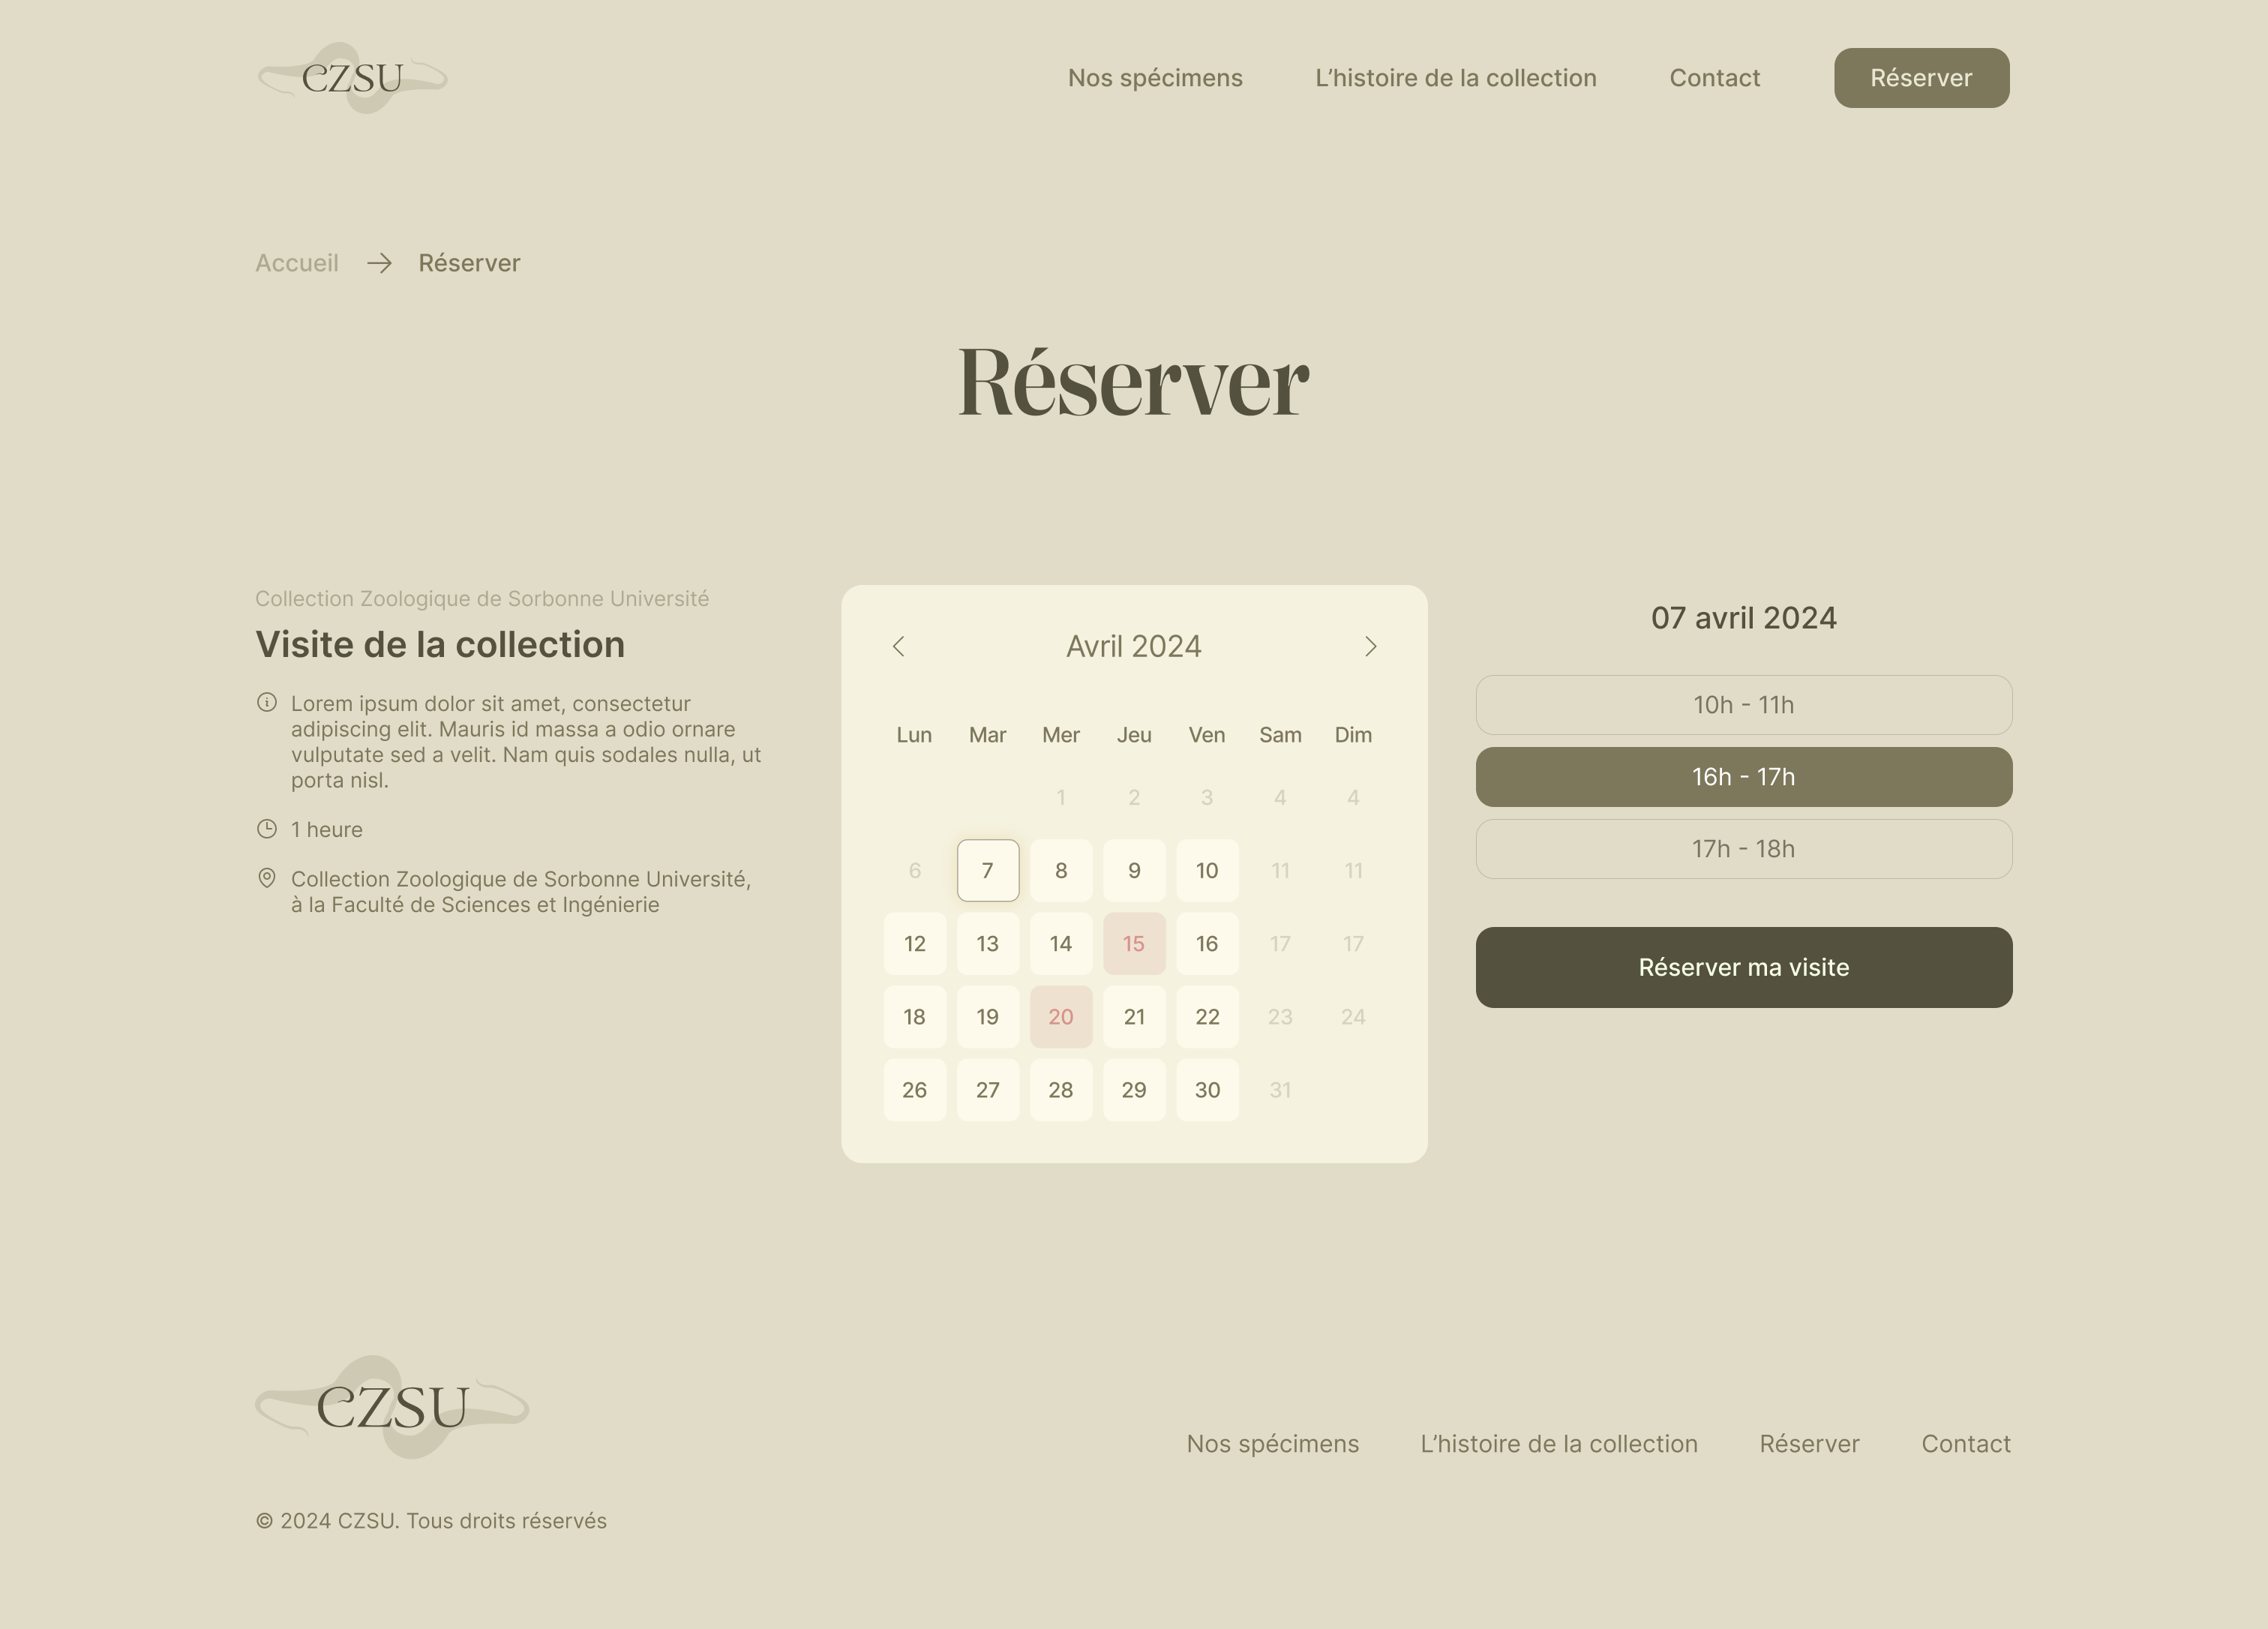 CZSU
Nos spécimens
L’histoire de la collection
Contact
Réserver
Accueil
Réserver
Réserver
Collection Zoologique de Sorbonne Université
Visite de la collection
Lorem ipsum dolor sit amet, consectetur
adipiscing elit. Mauris id massa a odio ornare
vulputate sed a velit. Nam quis sodales nulla, ut
porta nisl.
1 heure
Collection Zoologique de Sorbonne Université,
à la Faculté de Sciences et Ingénierie
Avril 2024
Lun Mar Mer Jeu Ven Sam Dim
1 2 3 4 4
6 7 8 9 10 11 11
12 13 14 15 16 17 17
18 19 20 21 22 23 24
26 27 28 29 30 31
07 avril 2024
10h - 11h
16h - 17h
17h - 18h
Réserver ma visite
CZSU
Nos spécimens
L’histoire de la collection
Réserver
Contact
© 2024 CZSU. Tous droits réservés